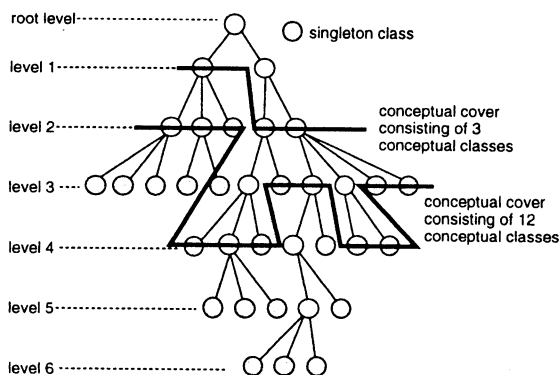 root level
singleton class
level 1
level 2
conceptual cover
consisting of 3
conceptual classes
level 3
conceptual cover
consisting of 12
conceptual classes
level 4
level 5
level 6